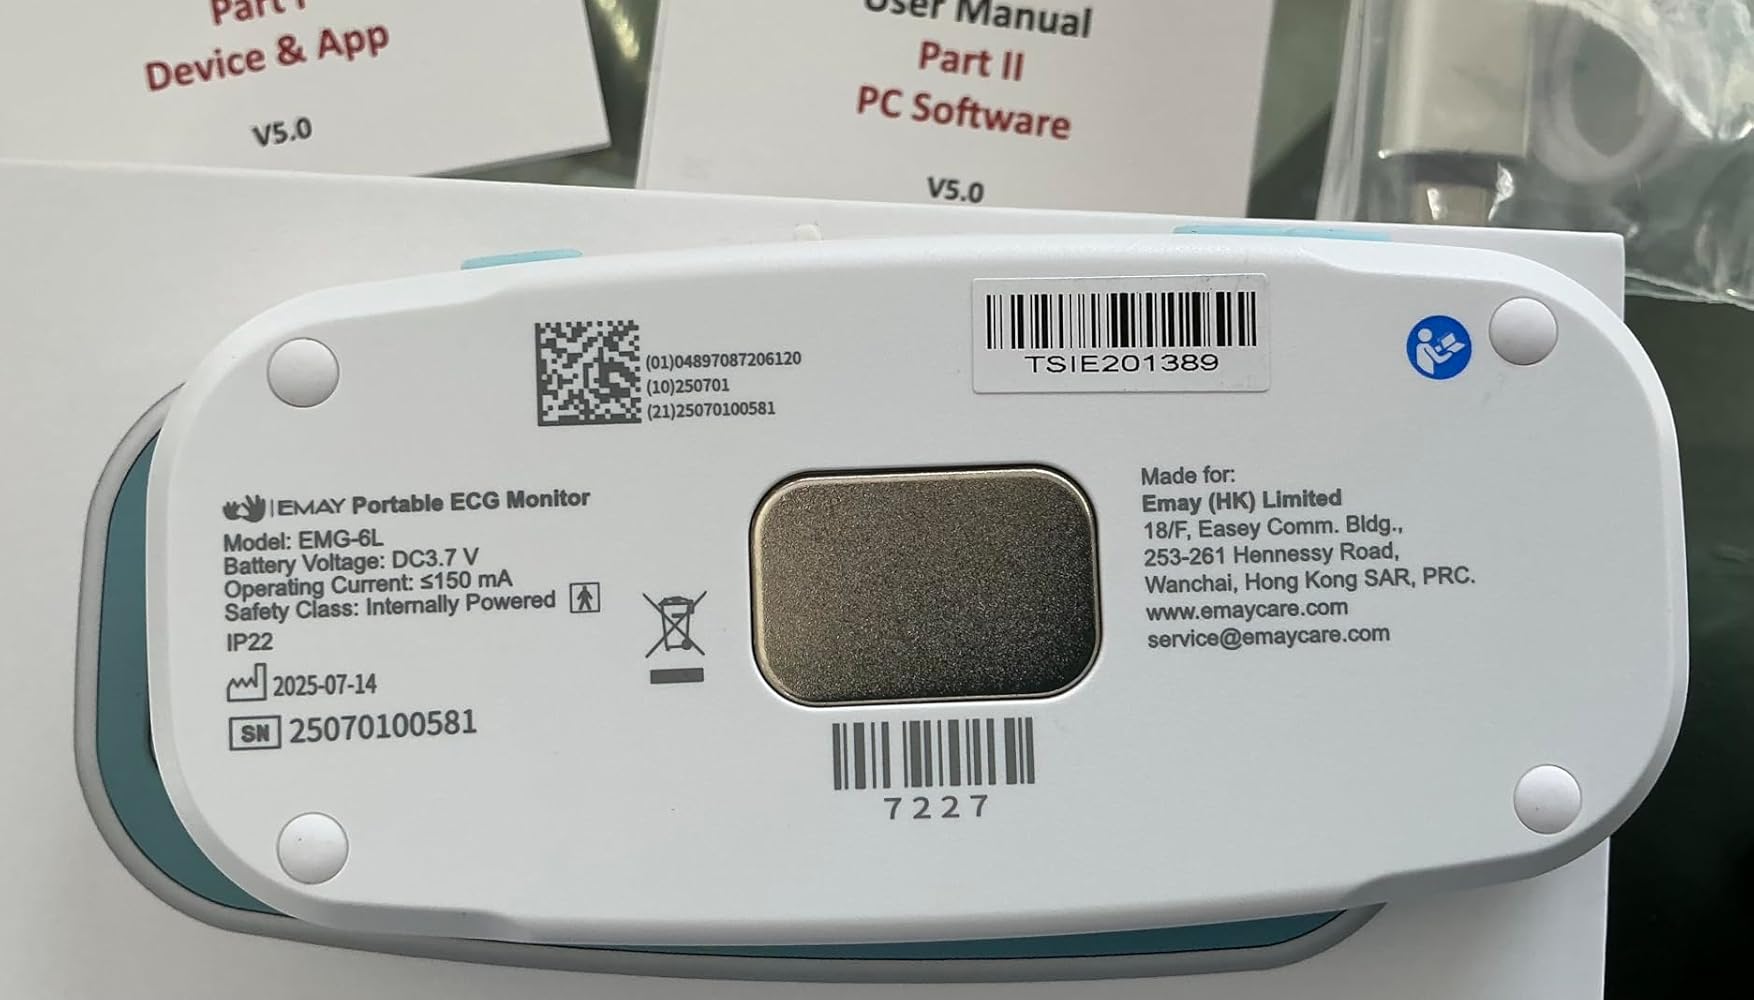 Part I
Device & App
V5.0
User Manual
Part II
PC Software
V5.0
(01)04897087206120
(10)250701
(21)25070100581
TSIE201389
EMAY Portable ECG Monitor
Model: EMG-6L
Battery Voltage: DC3.7 V
Operating Current: ≤150 mA
Safety Class: Internally Powered
IP22
2025-07-14
SN 25070100581
7227
Made for:
Emay (HK) Limited
18/F, Easey Comm. Bldg.,
253-261 Hennessy Road,
Wanchai, Hong Kong SAR, PRC.
www.emaycare.com
service@emaycare.com